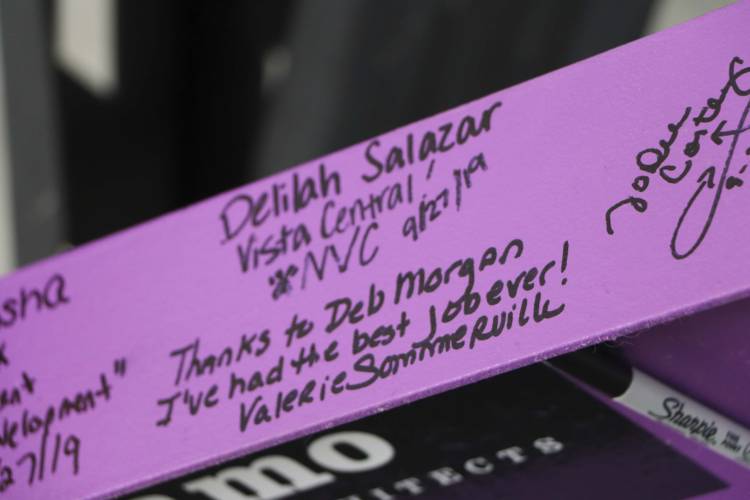 Delilah Salazar
Vista Central!
*NVC 9/27/19
Thanks to Deb Morgan
I've had the best Job ever!
Valerie Sommerville
sha
velopment"
27/19
Sharpie
mo
ITECTS